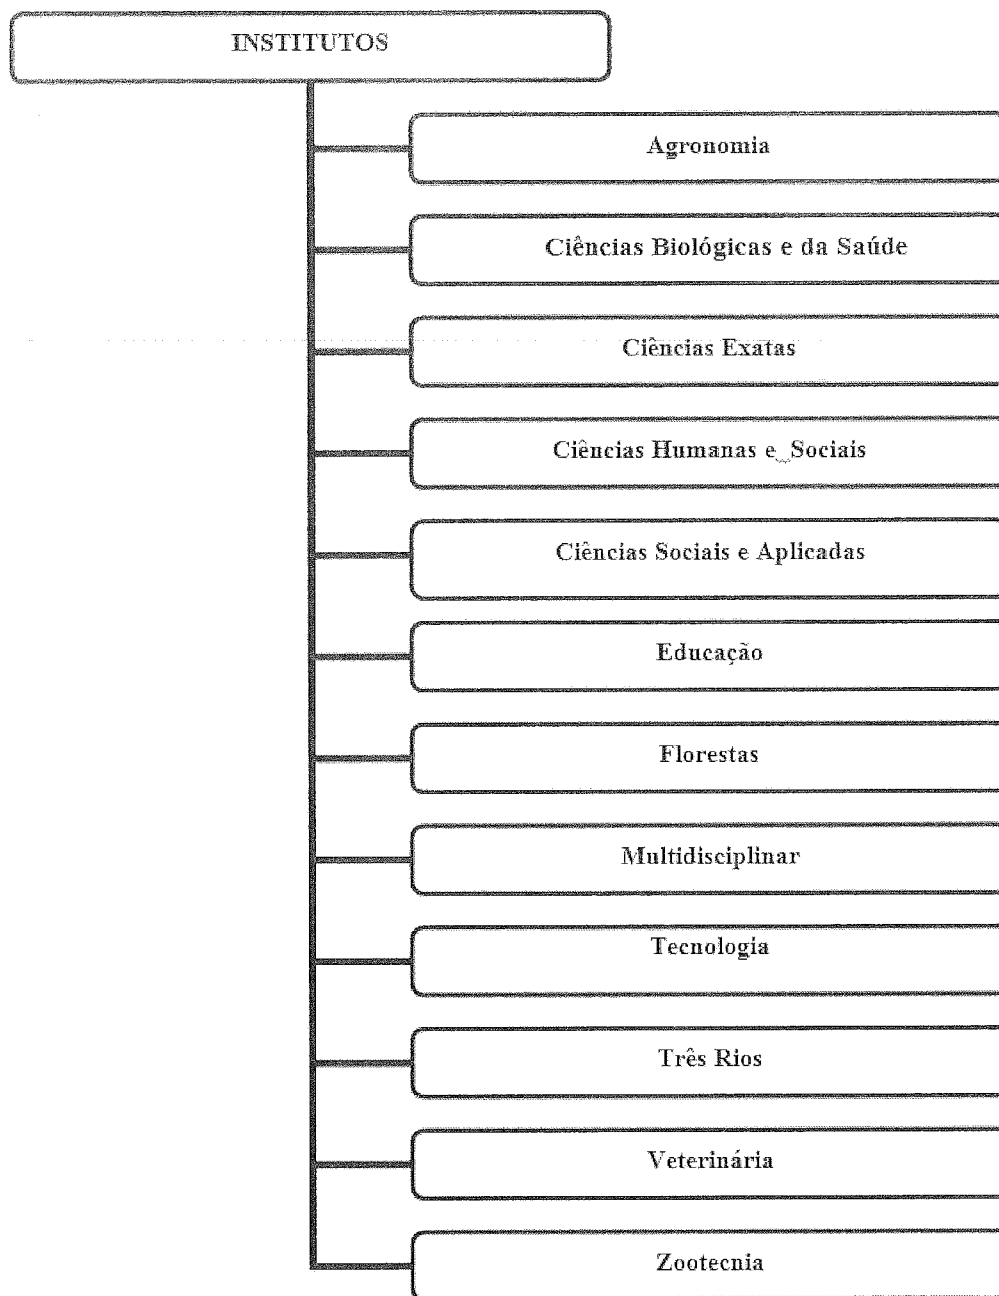 INSTITUTOS
Agronomia
Ciências Biológicas e da Saúde
Ciências Exatas
Ciências Humanas e Sociais
Ciências Sociais e Aplicadas
Educação
Florestas
Multidisciplinar
Tecnologia
Três Rios
Veterinária
Zootecnia